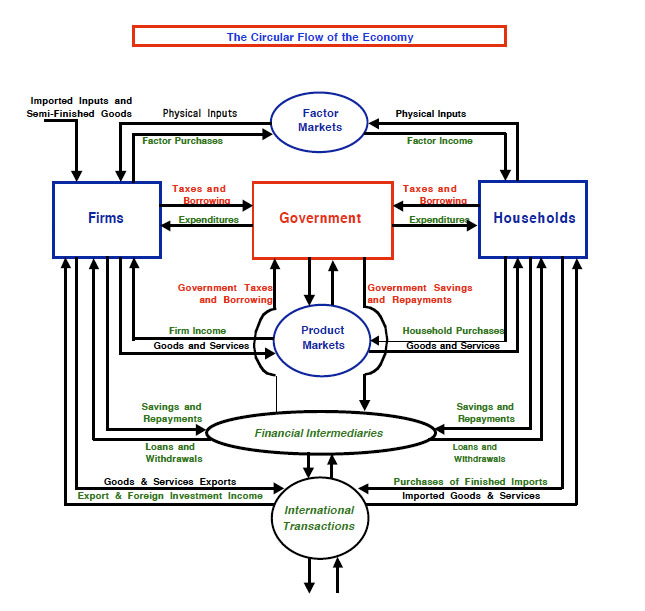 The Circular Flow of the Economy
Imported Inputs and
Semi-Finished Goods
Physical Inputs
Factor
Markets
Physical Inputs
Factor Purchases
Factor Income
Firms
Taxes and
Borrowing
Expenditures
Government
Taxes and
Borrowing
Expenditures
Households
Government Taxes
and Borrowing
Government Savings
and Repayments
Firm Income
Goods and Services
Product
Markets
Household Purchases
Goods and Services
Savings and
Repayments
Loans and
Withdrawals
Financial Intermediaries
Savings and
Repayments
Loans and
Withdrawals
Goods & Services Exports
Export & Foreign Investment Income
International
Transactions
Purchases of Finished Imports
Imported Goods & Services